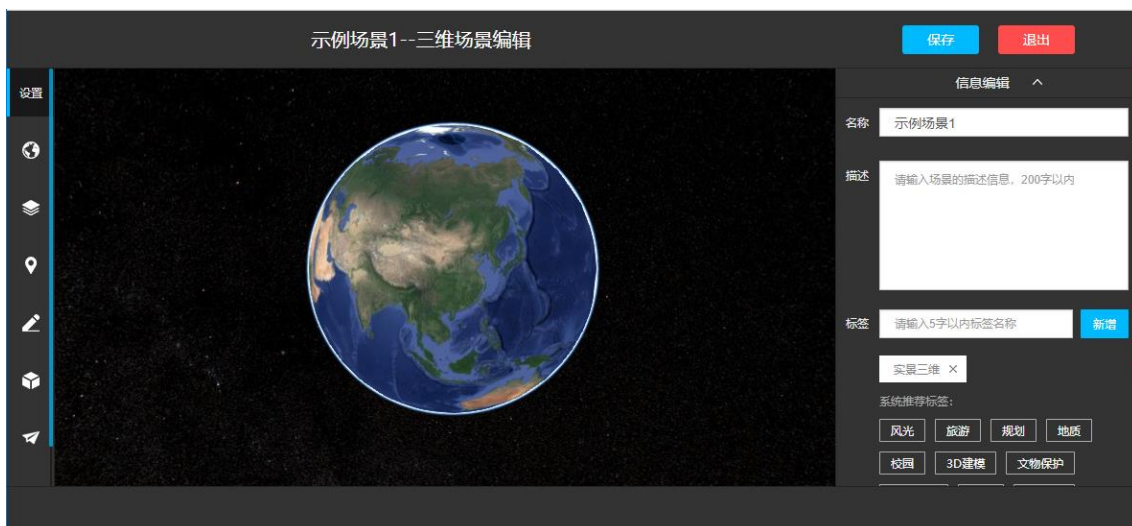 示例场景1--三维场景编辑
保存
退出
设置
信息编辑
名称
示例场景1
描述
请输入场景的描述信息，200字以内
标签
请输入5字以内标签名称
新增
实景三维 ×
系统推荐标签：
风光 旅游 规划 地质
校园 3D建模 文物保护